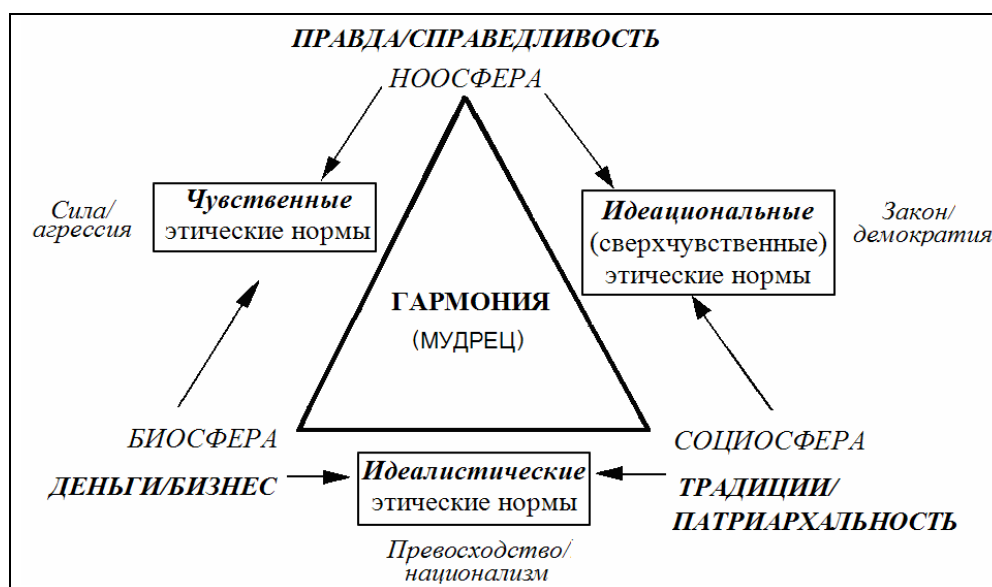 ПРАВДА/СПРАВЕДЛИВОСТЬ
НООСФЕРА
Сила/
агрессия
Чувственные
этические нормы
Идеациональные
(сверхчувственные)
этические нормы
Закон/
демократия
ГАРМОНИЯ
(МУДРЕЦ)
БИОСФЕРА
ДЕНЬГИ/БИЗНЕС
Идеалистические
этические нормы
СОЦИОСФЕРА
ТРАДИЦИИ/
ПАТРИАРХАЛЬНОСТЬ
Превосходство/
национализм